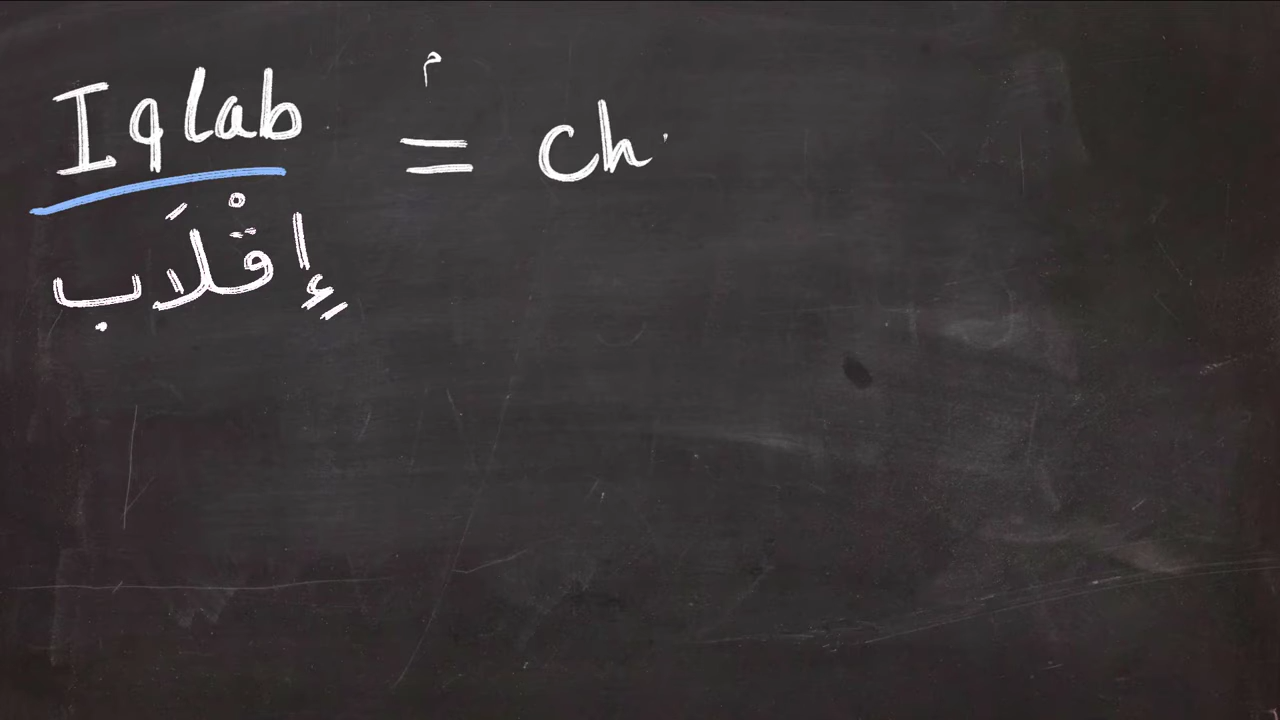 Iqlab = م ch
إِقْلَاب